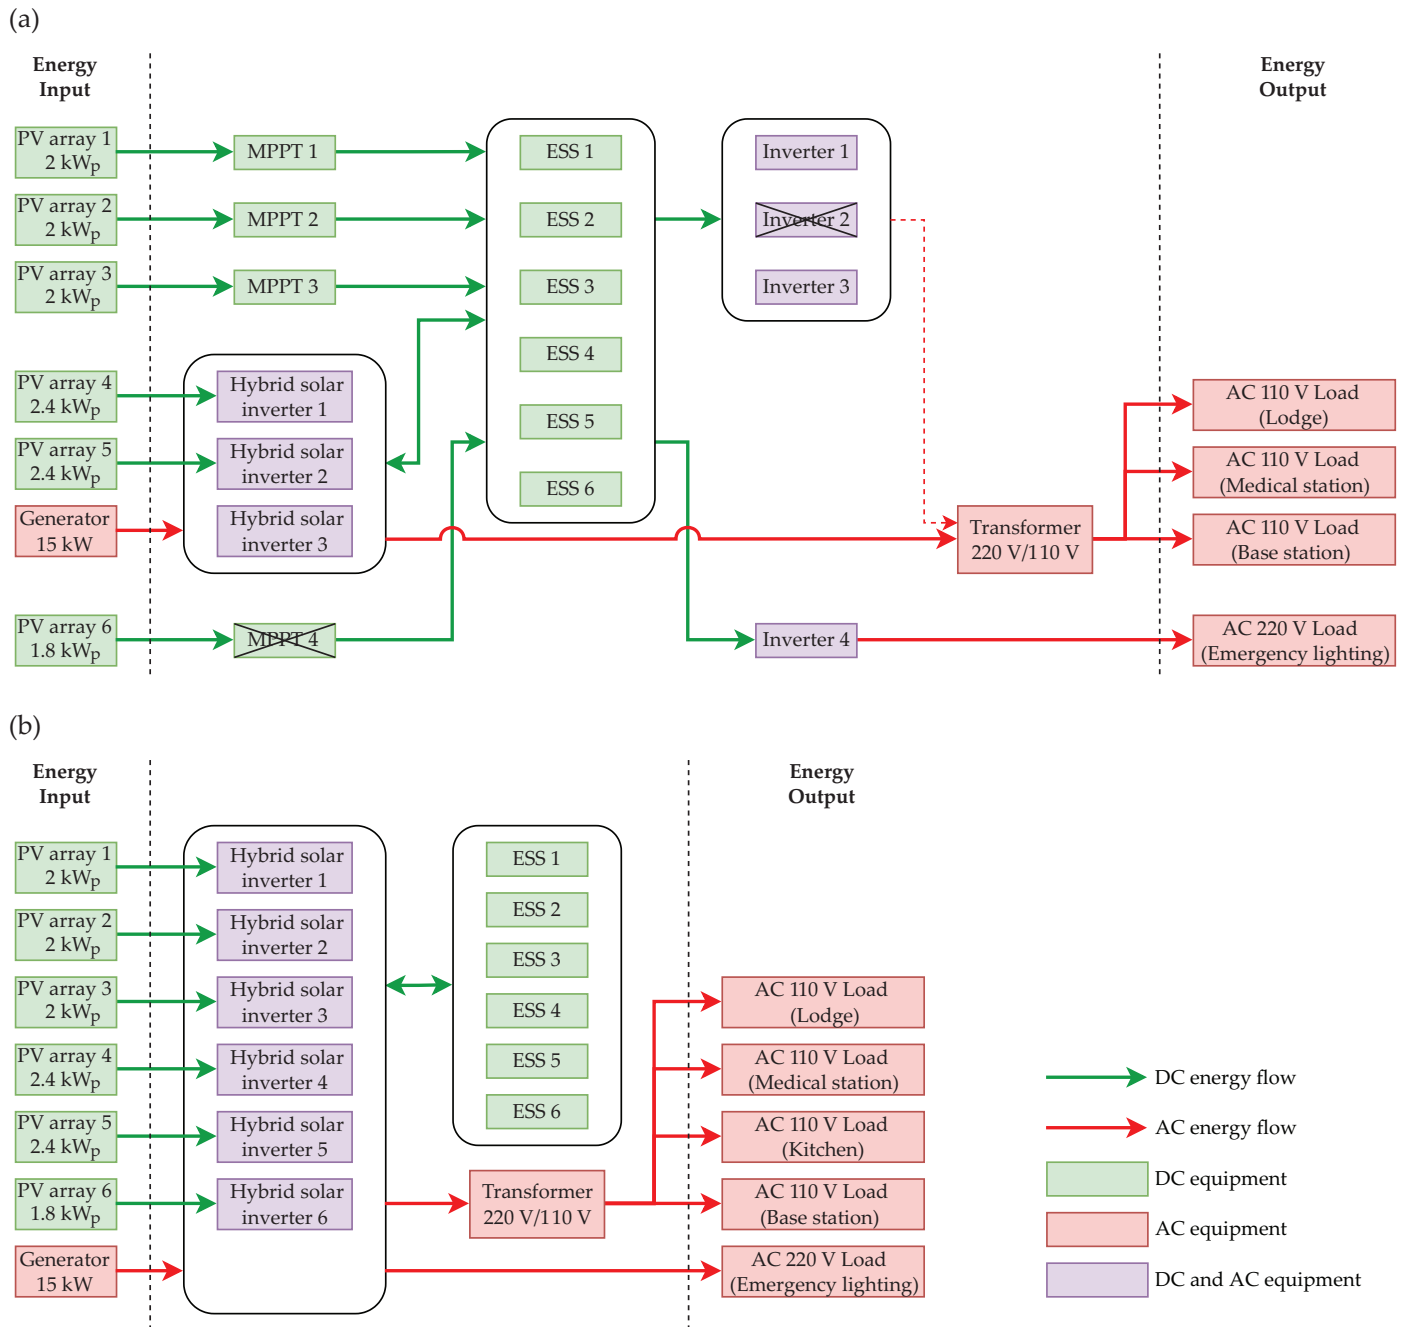 (a)
Energy
Input
Energy
Output
PV array 1
2 kWp
MPPT 1
ESS 1
Inverter 1
PV array 2
2 kWp
MPPT 2
ESS 2
Inverter 2
PV array 3
2 kWp
MPPT 3
ESS 3
Inverter 3
ESS 4
PV array 4
2.4 kWp
Hybrid solar
inverter 1
AC 110 V Load
(Lodge)
ESS 5
PV array 5
2.4 kWp
Hybrid solar
inverter 2
AC 110 V Load
(Medical station)
ESS 6
Generator
15 kW
Hybrid solar
inverter 3
Transformer
220 V/110 V
AC 110 V Load
(Base station)
PV array 6
1.8 kWp
MPPT 4
Inverter 4
AC 220 V Load
(Emergency lighting)
(b)
Energy
Input
Energy
Output
PV array 1
2 kWp
Hybrid solar
inverter 1
ESS 1
PV array 2
2 kWp
Hybrid solar
inverter 2
ESS 2
ESS 3
PV array 3
2 kWp
Hybrid solar
inverter 3
ESS 4
AC 110 V Load
(Lodge)
PV array 4
2.4 kWp
Hybrid solar
inverter 4
ESS 5
AC 110 V Load
(Medical station)
PV array 5
2.4 kWp
Hybrid solar
inverter 5
ESS 6
AC 110 V Load
(Kitchen)
PV array 6
1.8 kWp
Hybrid solar
inverter 6
Transformer
220 V/110 V
AC 110 V Load
(Base station)
Generator
15 kW
AC 220 V Load
(Emergency lighting)
DC energy flow
AC energy flow
DC equipment
AC equipment
DC and AC equipment